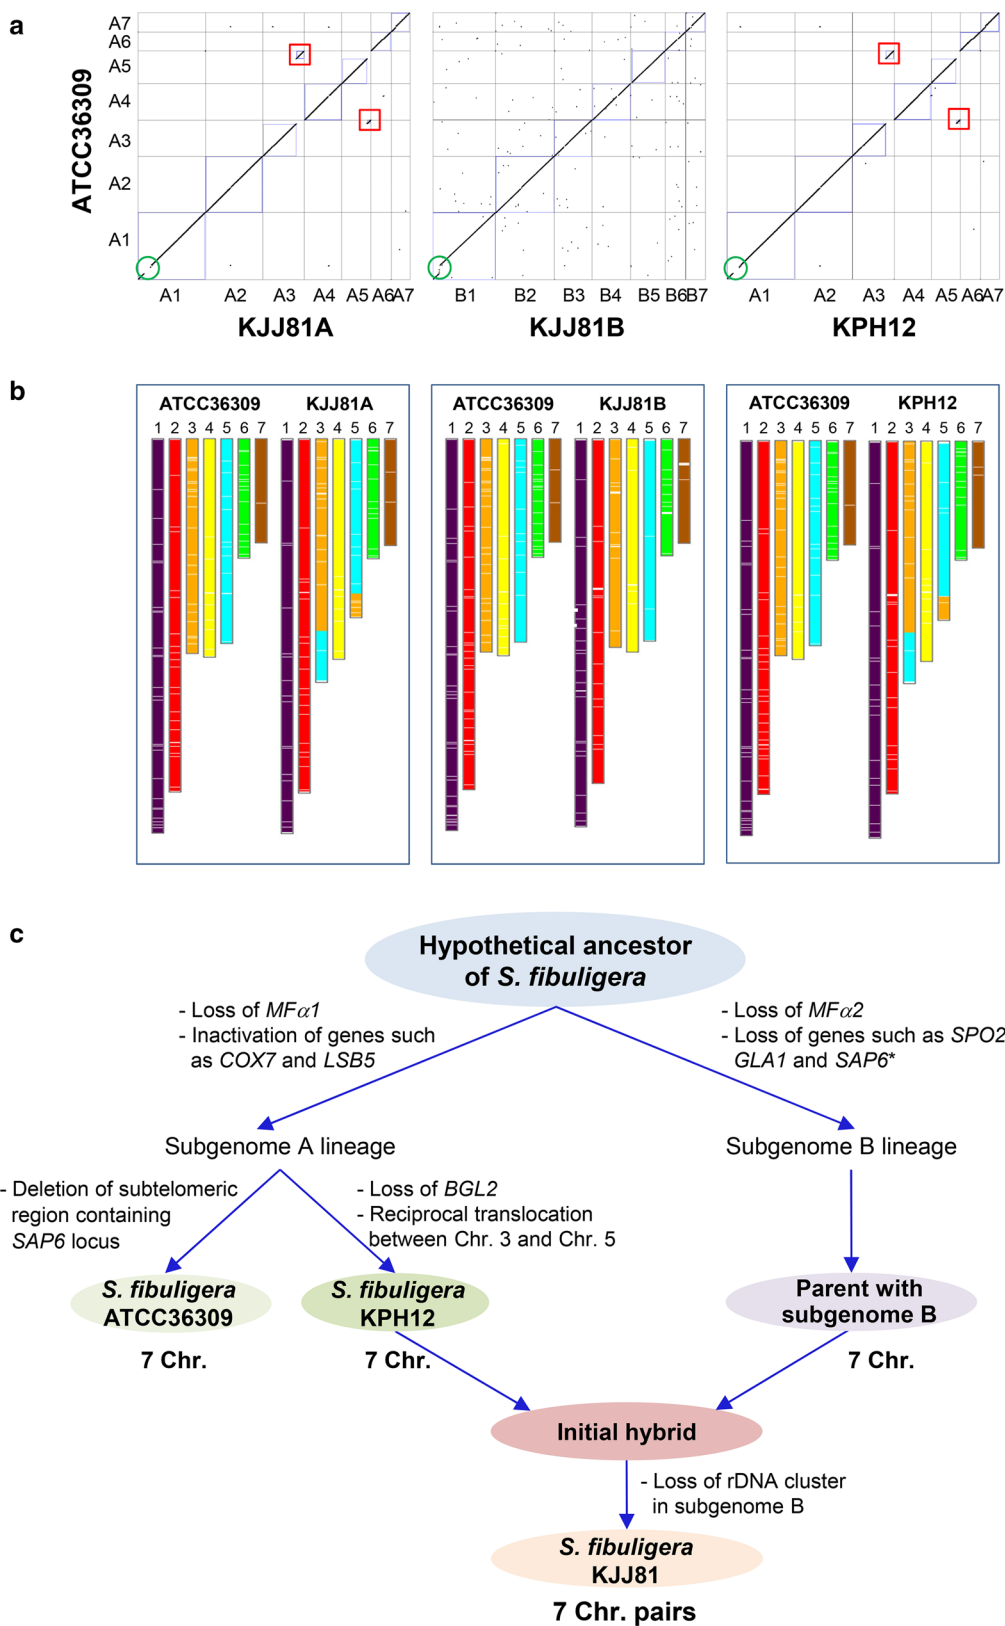 a
ATCC36309
A7
A6
A5
A4
A3
A2
A1
A1 A2 A3 A4 A5 A6 A7
KJJ81A
B1 B2 B3 B4 B5 B6 B7
KJJ81B
A1 A2 A3 A4 A5 A6 A7
KPH12
b
ATCC36309 KJJ81A
1 2 3 4 5 6 7 1 2 3 4 5 6 7
ATCC36309 KJJ81B
1 2 3 4 5 6 7 1 2 3 4 5 6 7
ATCC36309 KPH12
1 2 3 4 5 6 7 1 2 3 4 5 6 7
c
Hypothetical ancestor
of S. fibuligera
- Loss of MFα1
- Inactivation of genes such
as COX7 and LSB5
- Loss of MFα2
- Loss of genes such as SPO2
GLA1 and SAP6*
Subgenome A lineage
Subgenome B lineage
- Deletion of subtelomeric
region containing
SAP6 locus
- Loss of BGL2
- Reciprocal translocation
between Chr. 3 and Chr. 5
S. fibuligera
ATCC36309
7 Chr.
S. fibuligera
KPH12
7 Chr.
Parent with
subgenome B
7 Chr.
Initial hybrid
- Loss of rDNA cluster
in subgenome B
S. fibuligera
KJJ81
7 Chr. pairs